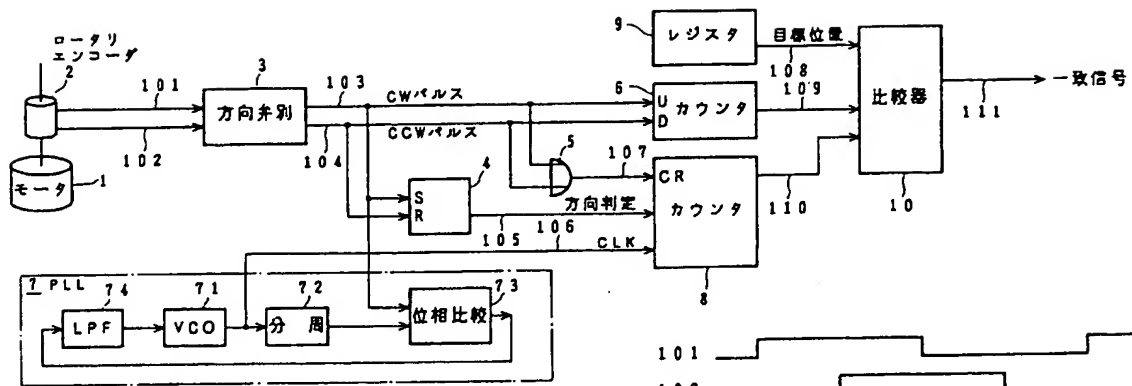 ロータリ
エンコーダ
2
101
102
モータ
1
3
方向弁別
103
CWパルス
CCWパルス
104
4
S
R
5
107
方向判定
105
106
CLK
9
レジスタ
目標位置
108
6
U
D
カウンタ
109
CR
カウンタ
8
110
比較器
10
111
一致信号
7 PLL
74
LPF
71
VCO
72
分周
73
位相比較
101